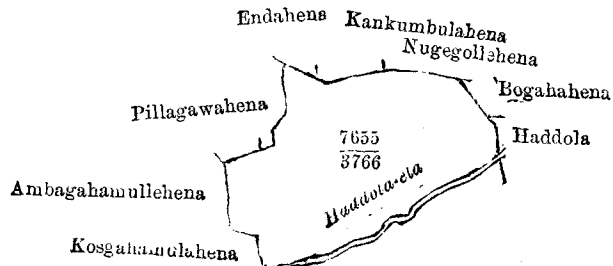 Endahena
Kankumbulahena
Nugegollehena
Bogahahena
Pillagawahena
7655
3766
Haddola
Haddola-ela
Ambagahamullehena
Kosgahamulahena